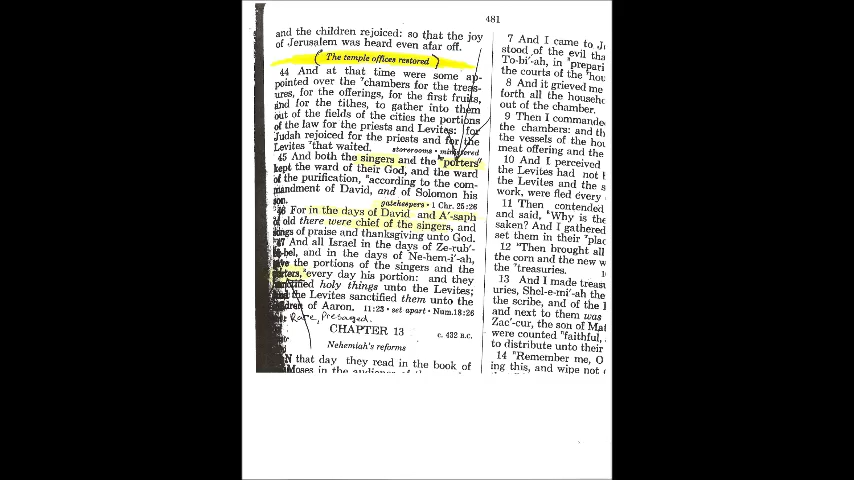 481
and the children rejoiced: so that the joy
of Jerusalem was heard even afar off.
The temple offices restored
44 And at that time were some ap-
pointed over the chambers for the treas-
ures, for the offerings, for the first fruits,
and for the tithes, to gather into them
out of the fields of the cities the portions
of the law for the priests and Levites: for
Judah rejoiced for the priests and for the
Levites that waited. storerooms • ministered
45 And both the singers and the porters
kept the ward of their God, and the ward
of the purification, according to the com-
mandment of David, and of Solomon his
son. gatekeepers • 1 Chr. 25:26
46 For in the days of David and A'-saph
of old there were chief of the singers, and
songs of praise and thanksgiving unto God.
47 And all Israel in the days of Ze-rub'-
ba-bel, and in the days of Ne-hem-i'-ah,
gave the portions of the singers and the
porters, every day his portion: and they
sanctified holy things unto the Levites;
and the Levites sanctified them unto the
children of Aaron. 11:23 • set apart • Num.18:26
Rare, Presaged.
CHAPTER 13 c. 432 B.C.
Nehemiah's reforms
N that day they read in the book of
Moses in the audience of the
7 And I came to Je
stood of the evil tha
To-bi'-ah, in prepari
the courts of the hou
8 And it grieved me
forth all the househo
out of the chamber.
9 Then I commande
the chambers: and th
the vessels of the hou
meat offering and the
10 And I perceived
the Levites had not
the Levites and the s
work, were fled every
11 Then contended
and said, Why is the
saken? And I gathered
set them in their plac
12 Then brought all
the corn and the new w
the treasuries.
13 And I made treasu
uries, Shel-e-mi'-ah the
the scribe, and of the L
and next to them was
Zac'-cur, the son of Mat
were counted faithful,
to distribute unto their
14 Remember me, O
ing this, and wipe not